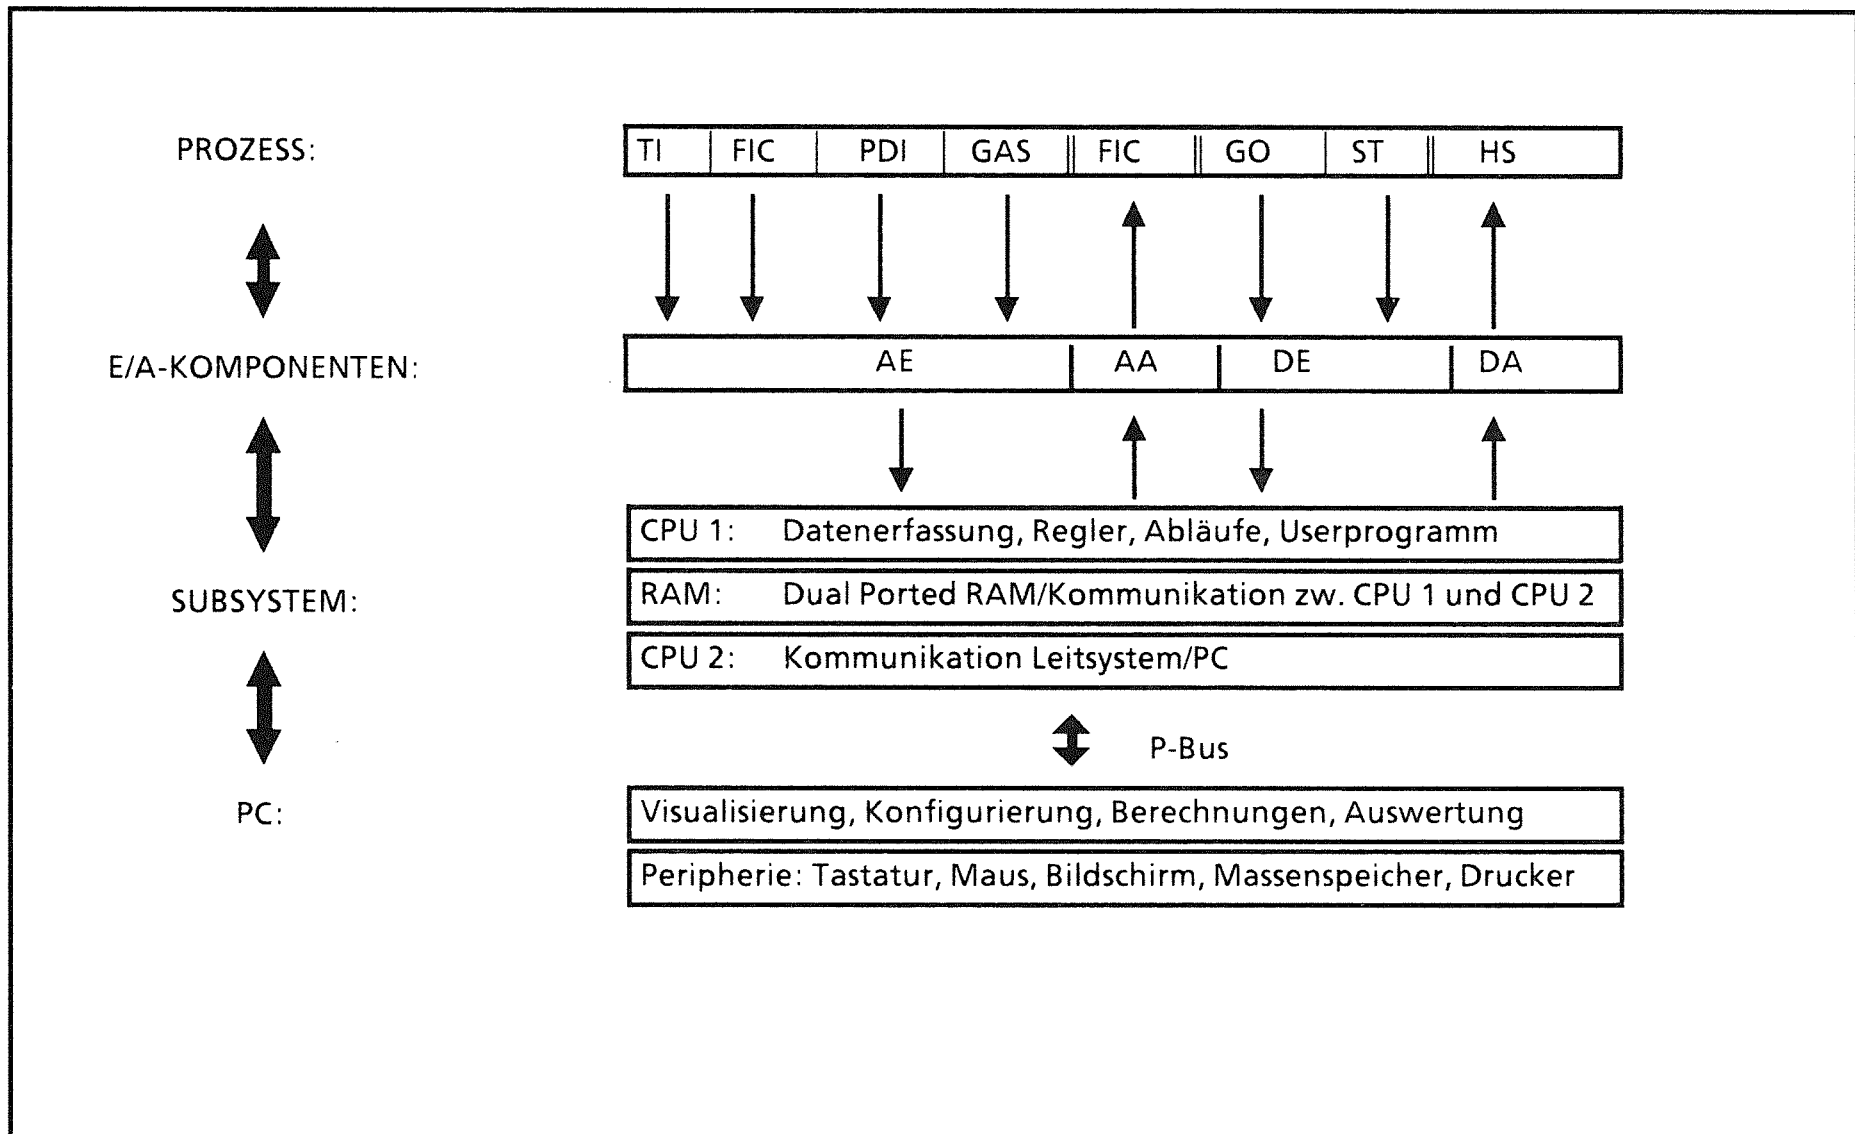 PROZESS: TI FIC PDI GAS FIC GO ST HS
E/A-KOMPONENTEN: AE AA DE DA
CPU 1: Datenerfassung, Regler, Abläufe, Userprogramm
SUBSYSTEM: RAM: Dual Ported RAM/Kommunikation zw. CPU 1 und CPU 2
CPU 2: Kommunikation Leitsystem/PC
P-Bus
PC: Visualisierung, Konfigurierung, Berechnungen, Auswertung
Peripherie: Tastatur, Maus, Bildschirm, Massenspeicher, Drucker